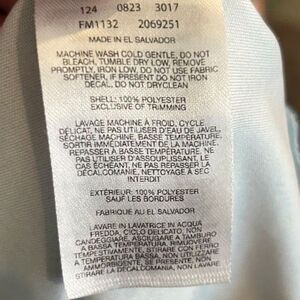 124 0823 3017
FM1132 2069251
MADE IN EL SALVADOR
MACHINE WASH COLD GENTLE, DO NOT
BLEACH, TUMBLE DRY LOW, REMOVE
PROMPTLY, IRON LOW, DO NOT USE FABRIC
SOFTENER, IF PRESENT DO NOT IRON
DECAL, DO NOT DRYCLEAN
SHELL: 100% POLYESTER
EXCLUSIVE OF TRIMMING
LAVAGE MACHINE À FROID, CYCLE
DÉLICAT, NE PAS UTILISER D'EAU DE JAVEL,
SÉCHAGE MACHINE, BASSE TEMPÉRATURE,
SORTIR IMMÉDIATEMENT DE LA MACHINE,
REPASSER À BASSE TEMPÉRATURE, NE
PAS UTILISER D'ASSOUPLISSANT, LE
CAS ÉCHÉANT, NE PAS REPASSER LA
DÉCALCOMANIE, NETTOYAGE À SEC
INTERDIT
EXTÉRIEUR: 100% POLYESTER
SAUF LES BORDURES
FABRIQUÉ AU EL SALVADOR
LAVARE IN LAVATRICE IN ACQUA
FREDDA, CICLO DELICATO, NON
CANDEGGIARE, ASCIUGARE A TAMBURO
A BASSA TEMPERATURA, RIMUOVERE
TEMPESTIVAMENTE, STIRARE CON FERRO
A TEMPERATURA BASSA, NON USARE
AMMORBIDENTE, SE PRESENTE, NON
STIRARE LA DECALCOMANIA, NON LAVARE